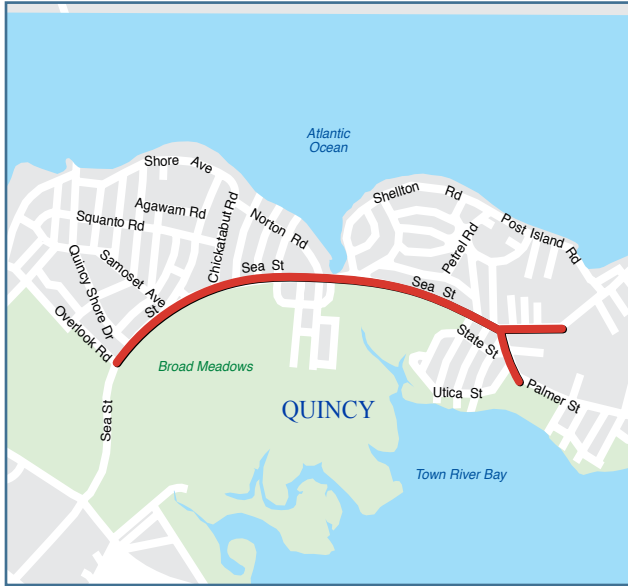 Atlantic
Ocean
Shore Ave
Shellton Rd
Agawam Rd
Squanto Rd
Chickatabut Rd
Norton Rd
Petrel Rd
Post Island Rd
Quincy Shore Dr
Samoset Ave
Sea St
Sea St
St
Overlook Rd
State St
Broad Meadows
Utica St
Palmer St
QUINCY
Sea St
Town River Bay